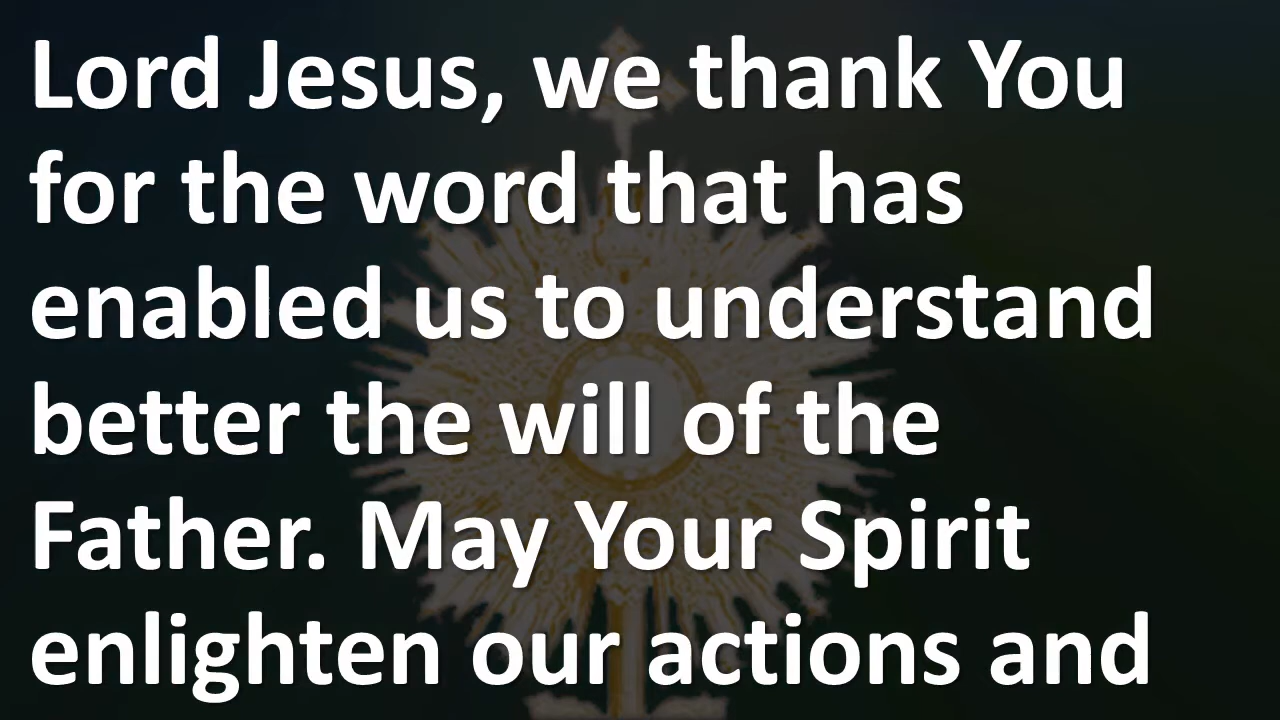 Lord Jesus, we thank You
for the word that has
enabled us to understand
better the will of the
Father. May Your Spirit
enlighten our actions and